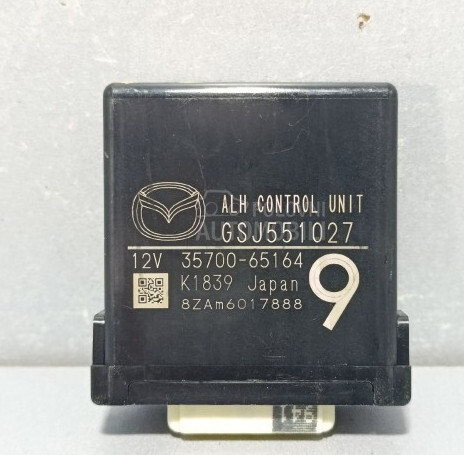 ALH CONTROL UNIT
GSJ551027
12V 35700-65164
K1839 Japan
8ZAm6017888
9